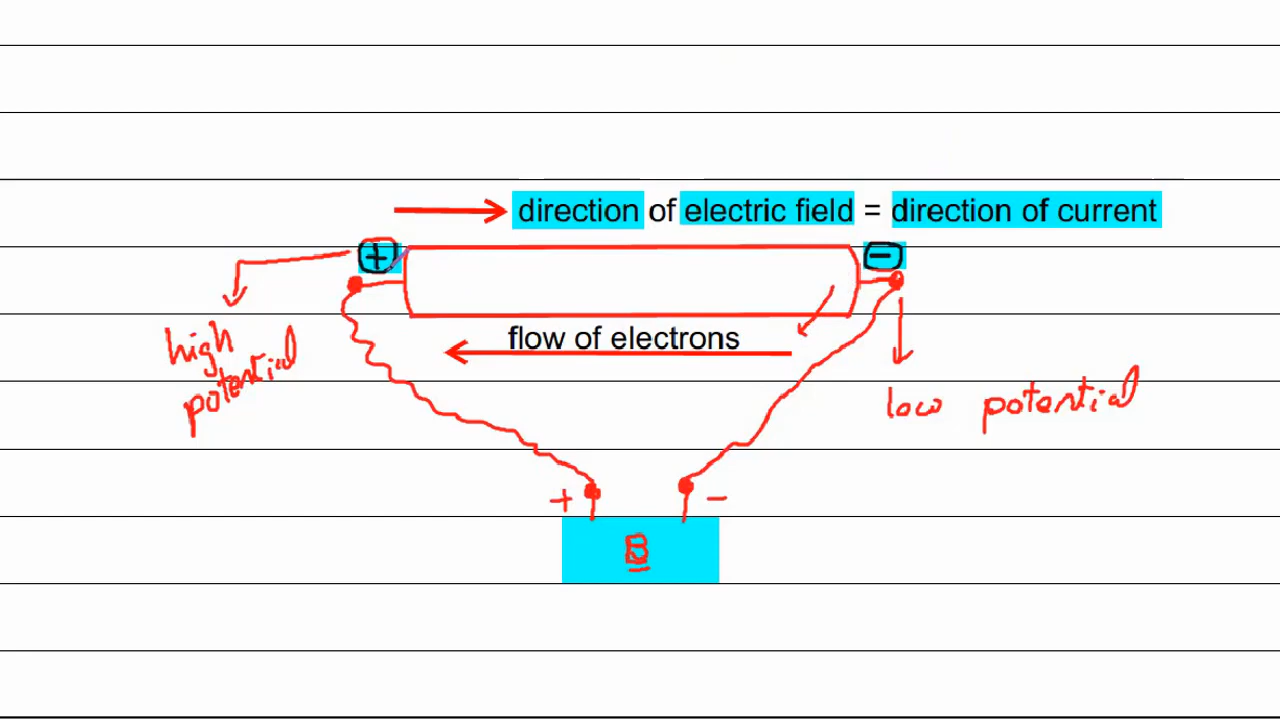 direction of electric field = direction of current
+ −
high potential
flow of electrons
low potential
+ −
B